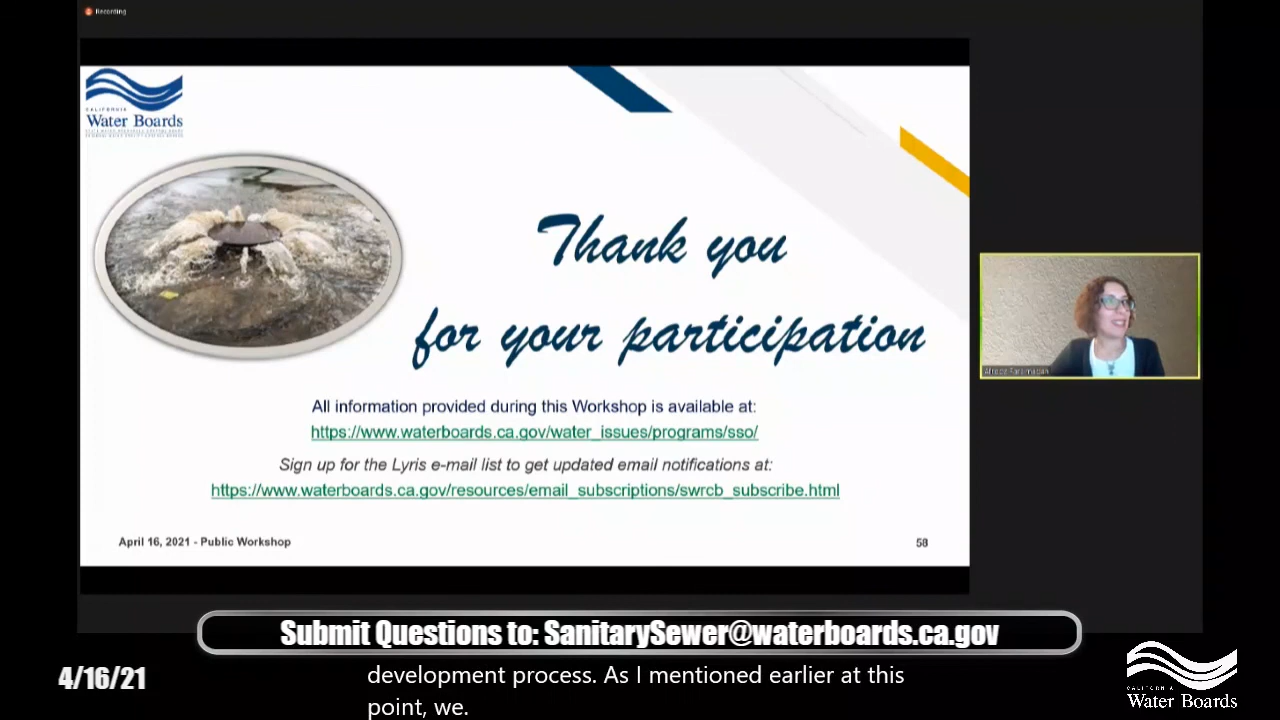 Recording
CALIFORNIA
Water Boards
Thank you
for your participation
All information provided during this Workshop is available at:
https://www.waterboards.ca.gov/water_issues/programs/sso/
Sign up for the Lyris e-mail list to get updated email notifications at:
https://www.waterboards.ca.gov/resources/email_subscriptions/swrcb_subscribe.html
April 16, 2021 - Public Workshop
58
Submit Questions to: SanitarySewer@waterboards.ca.gov
4/16/21
development process. As I mentioned earlier at this
point, we.
CALIFORNIA
Water Boards